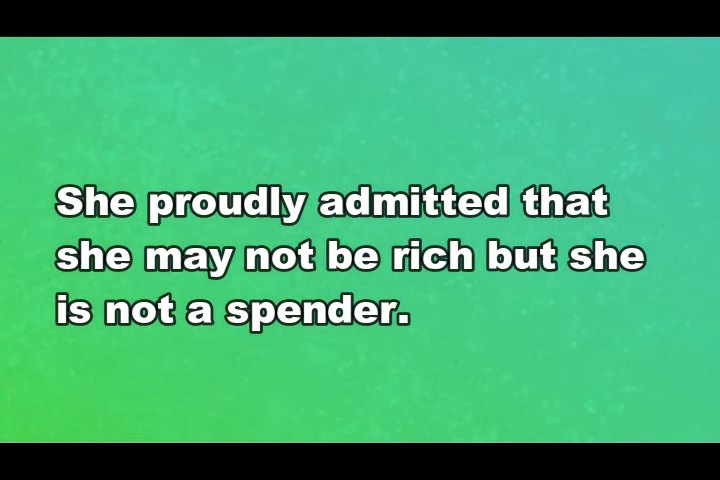 She proudly admitted that
she may not be rich but she
is not a spender.